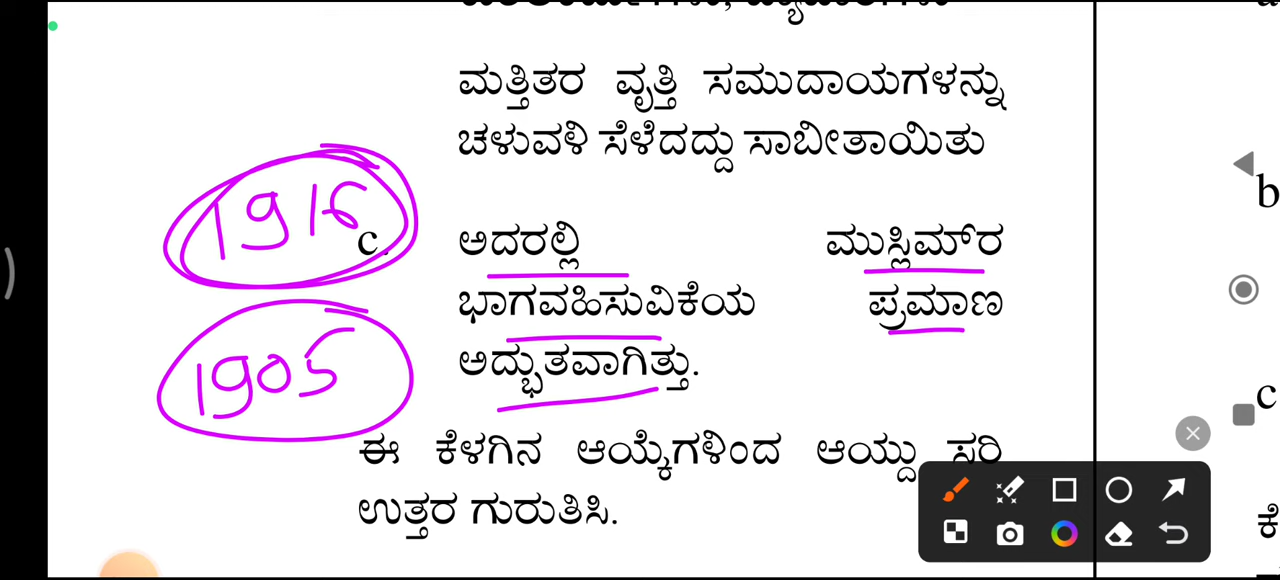 ಮತ್ತಿತರ ವೃತ್ತಿ ಸಮುದಾಯಗಳನ್ನು
ಚಳುವಳಿ ಸೆಳೆದದ್ದು ಸಾಬೀತಾಯಿತು
1916
c. ಅದರಲ್ಲಿ ಮುಸ್ಲಿಮ್‌ರ
ಭಾಗವಹಿಸುವಿಕೆಯ ಪ್ರಮಾಣ
ಅದ್ಭುತವಾಗಿತ್ತು.
1905
ಈ ಕೆಳಗಿನ ಆಯ್ಕೆಗಳಿಂದ ಆಯ್ದು ಸರಿ
ಉತ್ತರ ಗುರುತಿಸಿ.
b
c